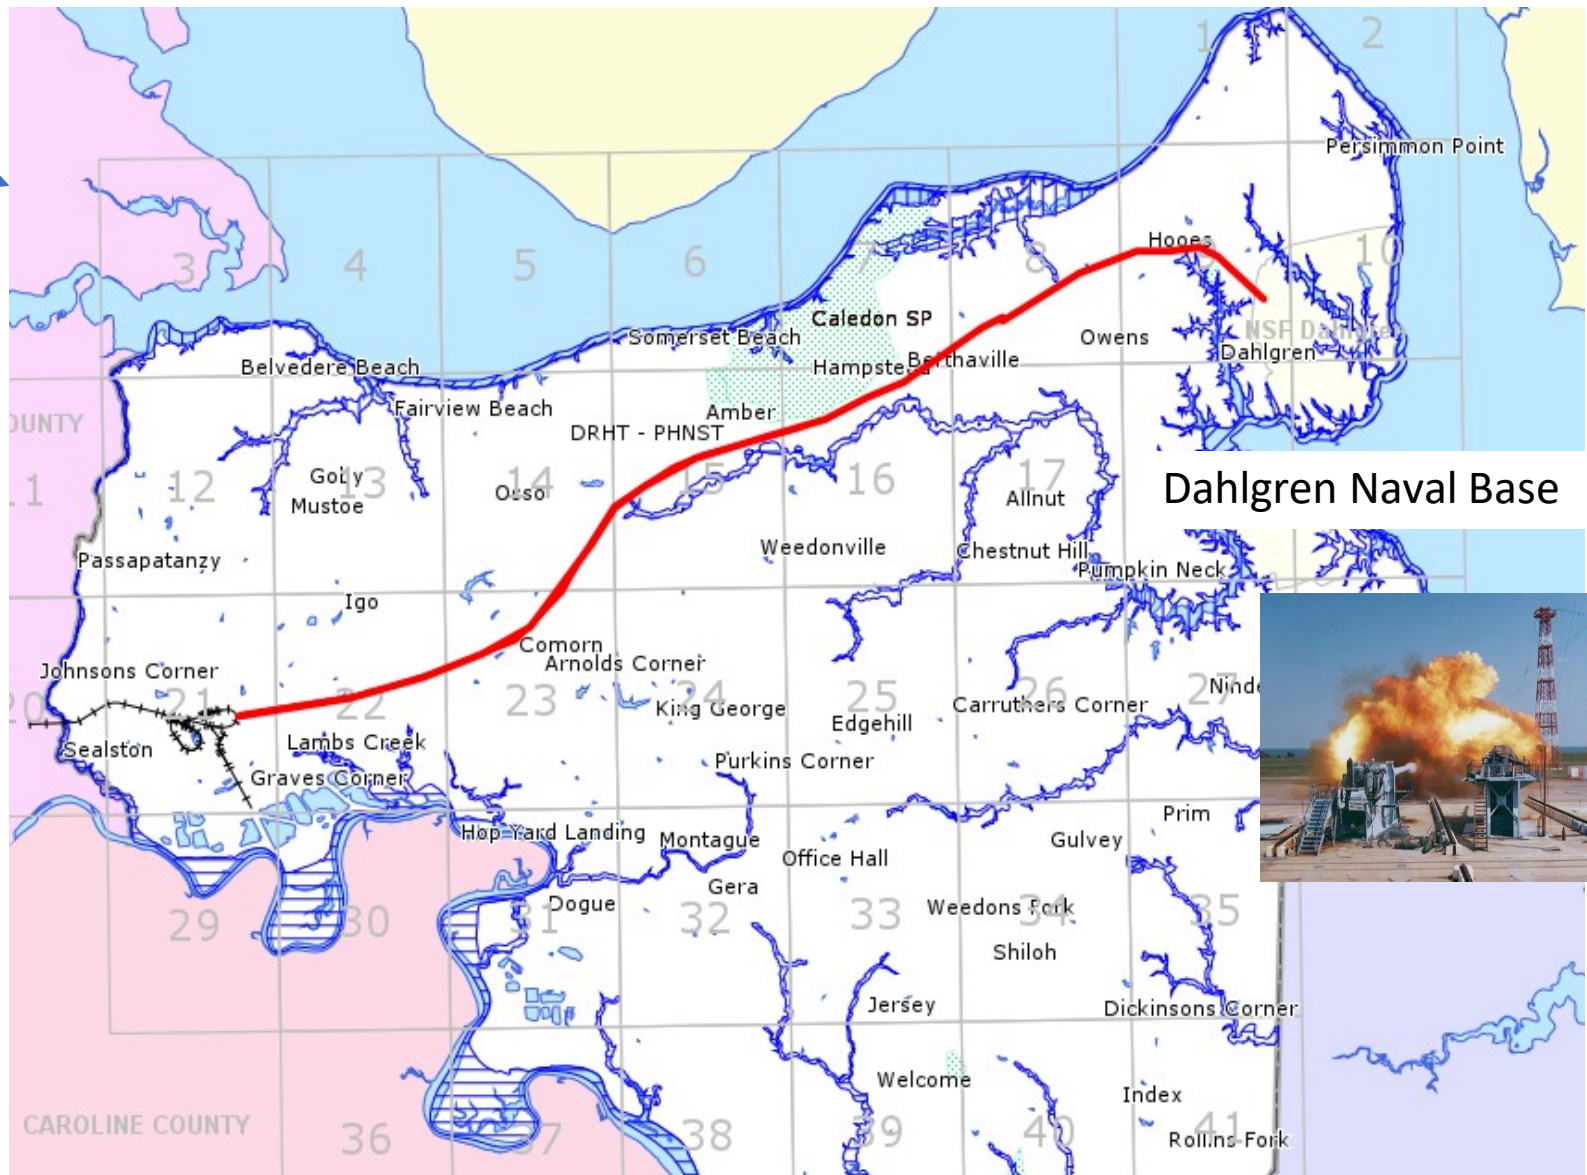 1
2
Persimmon Point
3
4
5
6
7
8
Hooes
9
10
Caledon SP
Somerset Beach
Belvedere Beach
Hampstead
Berthaville
Owens
NSF Dahlgren
Dahlgren
COUNTY
Fairview Beach
Amber
DRHT - PHNST
11
12
Goby
13
14
Osso
15
16
17
Mustoe
Allnut
Dahlgren Naval Base
Passapatanzy
Weedonville
Chestnut Hill
Pumpkin Neck
Igo
Comorn
Arnolds Corner
Johnsons Corner
20
21
22
23
24
25
26
27
King George
Edgehill
Carruthers Corner
Sealston
Lambs Creek
Graves Corner
Purkins Corner
Hop Yard Landing
Montague
Office Hall
Gulvey
Prim
Gera
Dogue
29
30
31
32
33
34
35
Weedons Fork
Shiloh
Jersey
Dickinsons Corner
Welcome
Index
CAROLINE COUNTY
36
37
38
39
40
41
Rollins Fork